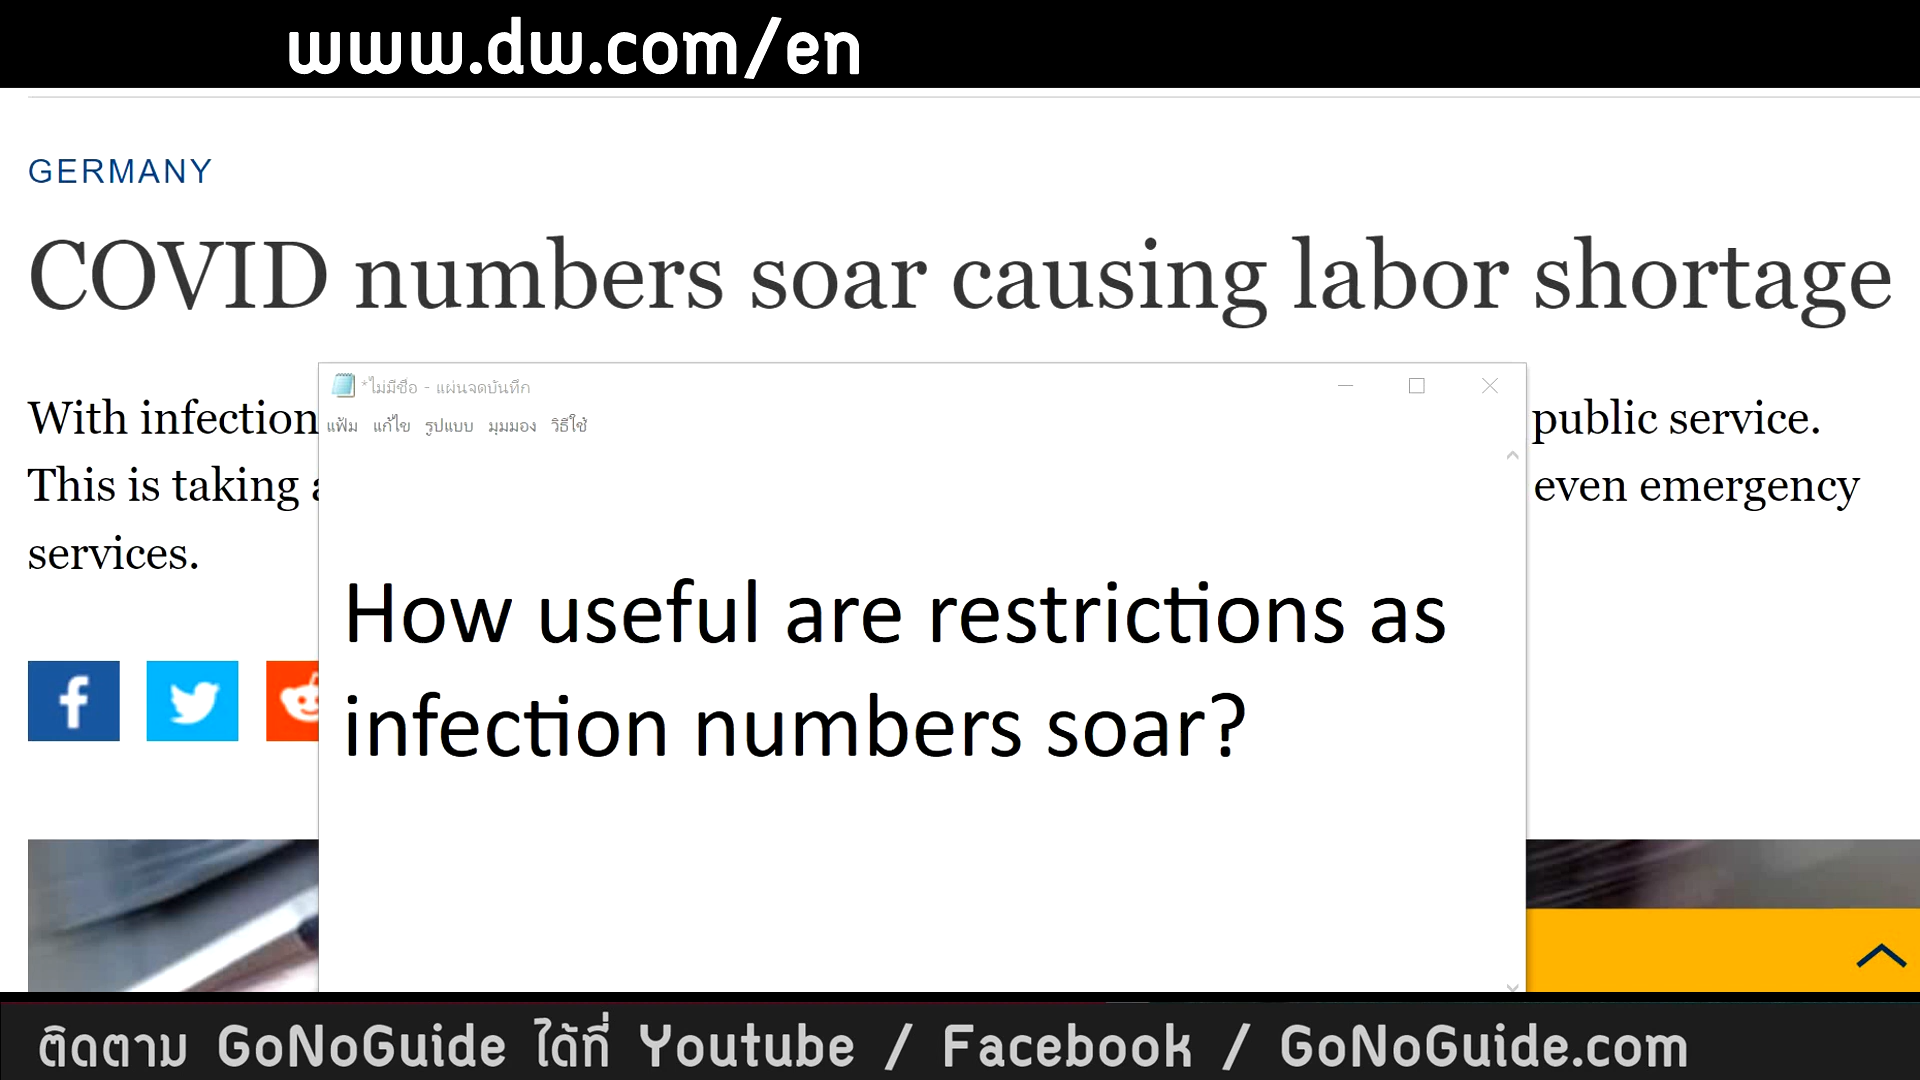 www.dw.com/en
GERMANY
COVID numbers soar causing labor shortage
With infection
public service.
This is taking
even emergency
services.
*ไม่มีชื่อ - แผ่นจดบันทึก
แฟ้ม แก้ไข รูปแบบ มุมมอง วิธีใช้
How useful are restrictions as
infection numbers soar?
ติดตาม GoNoGuide ได้ที่ Youtube / Facebook / GoNoGuide.com